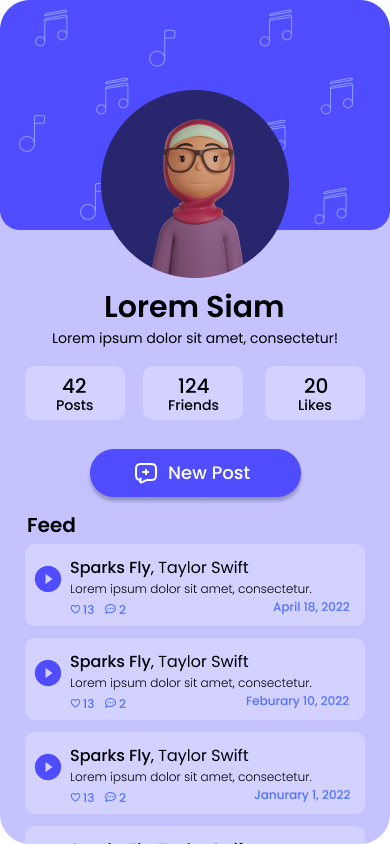 Lorem Siam
Lorem ipsum dolor sit amet, consectetur!
42 124 20
Posts Friends Likes
New Post
Feed
Sparks Fly, Taylor Swift
Lorem ipsum dolor sit amet, consectetur.
13 2 April 18, 2022
Sparks Fly, Taylor Swift
Lorem ipsum dolor sit amet, consectetur.
13 2 Feburary 10, 2022
Sparks Fly, Taylor Swift
Lorem ipsum dolor sit amet, consectetur.
13 2 Janurary 1, 2022